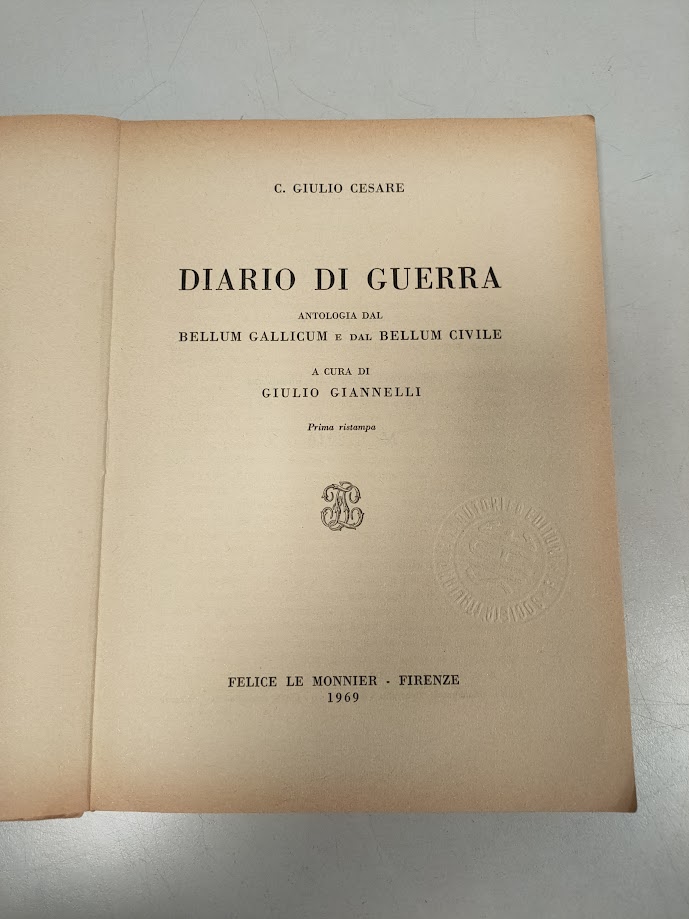 C. GIULIO CESARE
DIARIO DI GUERRA
ANTOLOGIA DAL
BELLUM GALLICUM E DAL BELLUM CIVILE
A CURA DI
GIULIO GIANNELLI
Prima ristampa
FELICE LE MONNIER - FIRENZE
1969